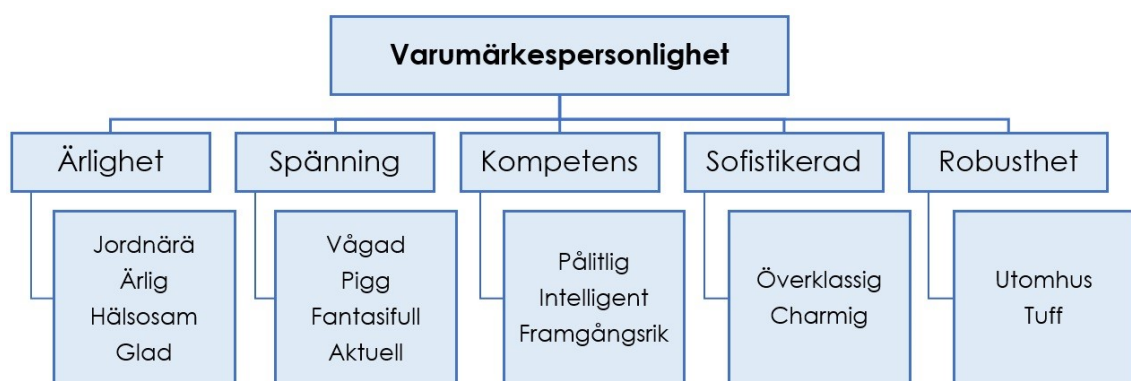 Varumärkespersonlighet
Ärlighet
Jordnärä
Ärlig
Hälsosam
Glad
Spänning
Vågad
Pigg
Fantasifull
Aktuell
Kompetens
Pålitlig
Intelligent
Framgångsrik
Sofistikerad
Överklassig
Charmig
Robusthet
Utomhus
Tuff